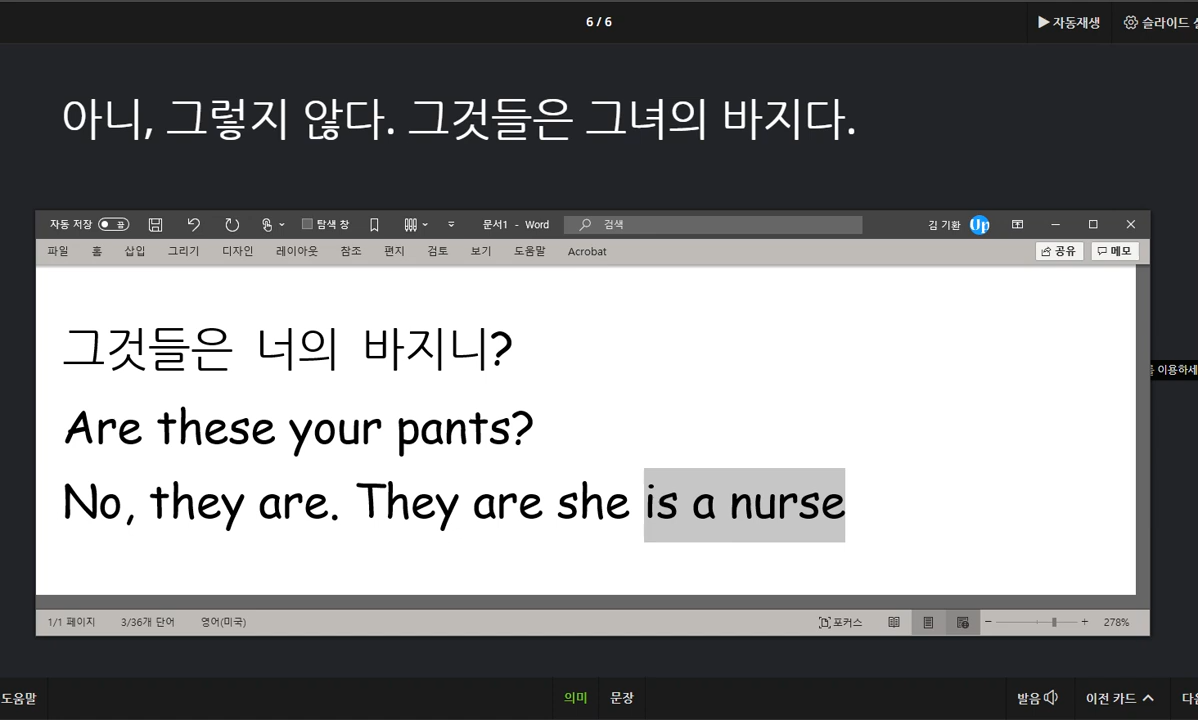 6 / 6
자동재생
슬라이드
아니, 그렇지 않다. 그것들은 그녀의 바지다.
자동 저장 끔 탐색 창 문서1 - Word 검색 김 기환 Up
파일 홈 삽입 그리기 디자인 레이아웃 참조 편지 검토 보기 도움말 Acrobat 공유 메모
그것들은 너의 바지니?
를 이용하세
Are these your pants?
No, they are. They are she is a nurse
1/1 페이지 3/36개 단어 영어(미국) 포커스 278%
도움말 의미 문장 발음 이전 카드